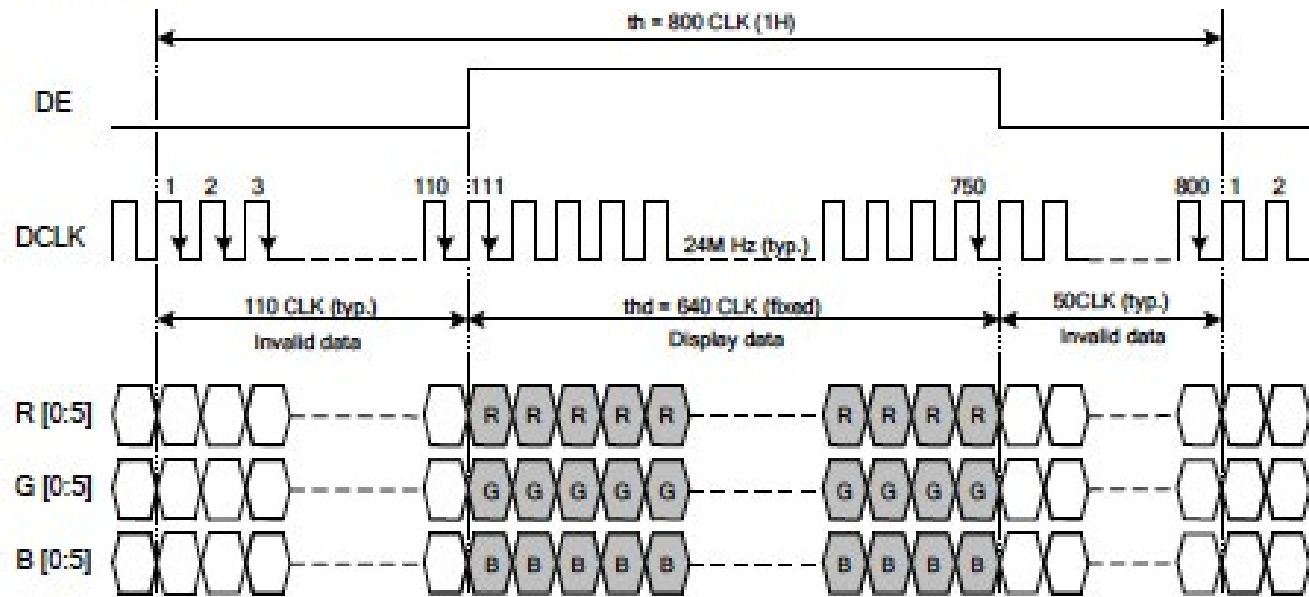 th = 800 CLK (1H)
DE
1 2 3 110 111 750 800 1 2
DCLK
24M Hz (typ.)
110 CLK (typ.) thd = 640 CLK (fixed) 50CLK (typ.)
Invalid data Display data Invalid data
R [0:5] R R R R R R R R R
G [0:5] G G G G G G G G G
B [0:5] B B B B B B B B B